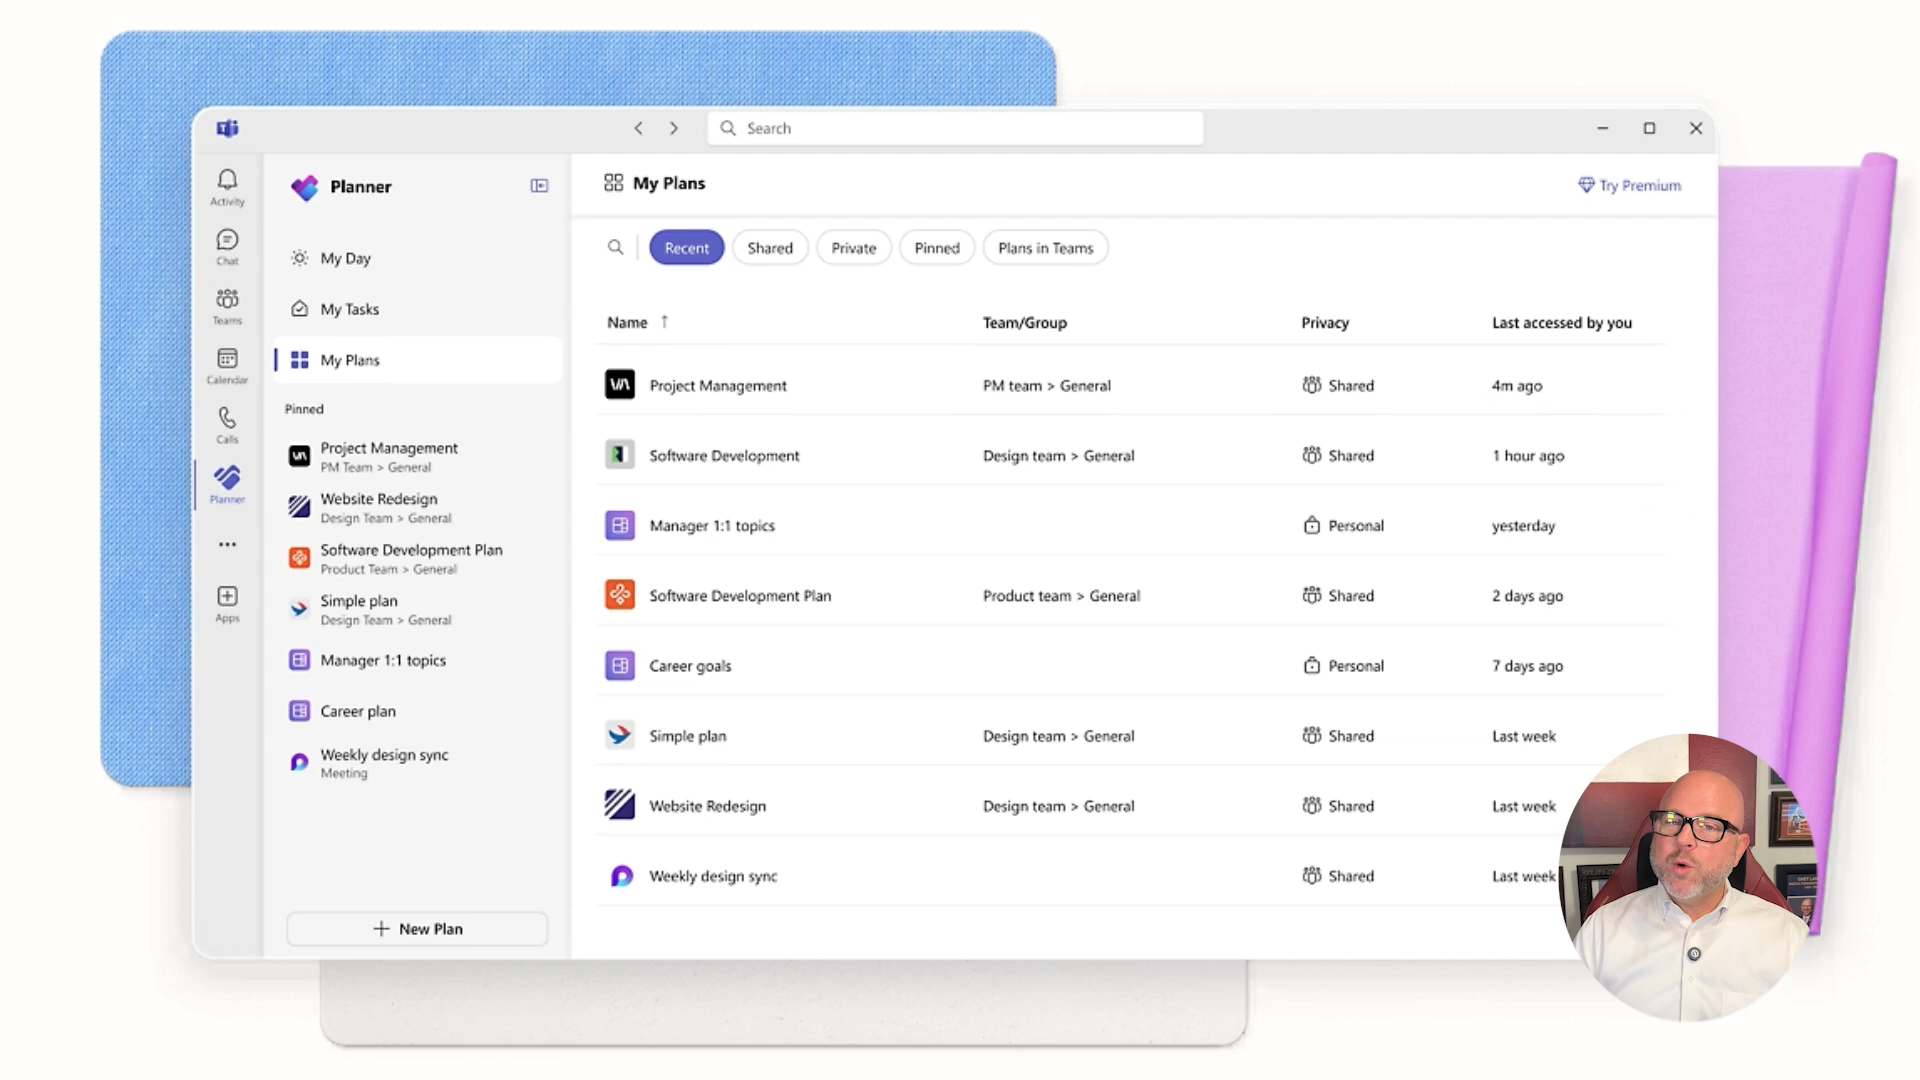 Search
Activity
Chat
Teams
Calendar
Calls
Planner
Apps
Planner
My Day
My Tasks
My Plans
Pinned
Project Management
PM Team > General
Website Redesign
Design Team > General
Software Development Plan
Product Team > General
Simple plan
Design Team > General
Manager 1:1 topics
Career plan
Weekly design sync
Meeting
New Plan
My Plans
Try Premium
Recent Shared Private Pinned Plans in Teams
Name Team/Group Privacy Last accessed by you
Project Management PM team > General Shared 4m ago
Software Development Design team > General Shared 1 hour ago
Manager 1:1 topics Personal yesterday
Software Development Plan Product team > General Shared 2 days ago
Career goals Personal 7 days ago
Simple plan Design team > General Shared Last week
Website Redesign Design team > General Shared Last week
Weekly design sync Shared Last week